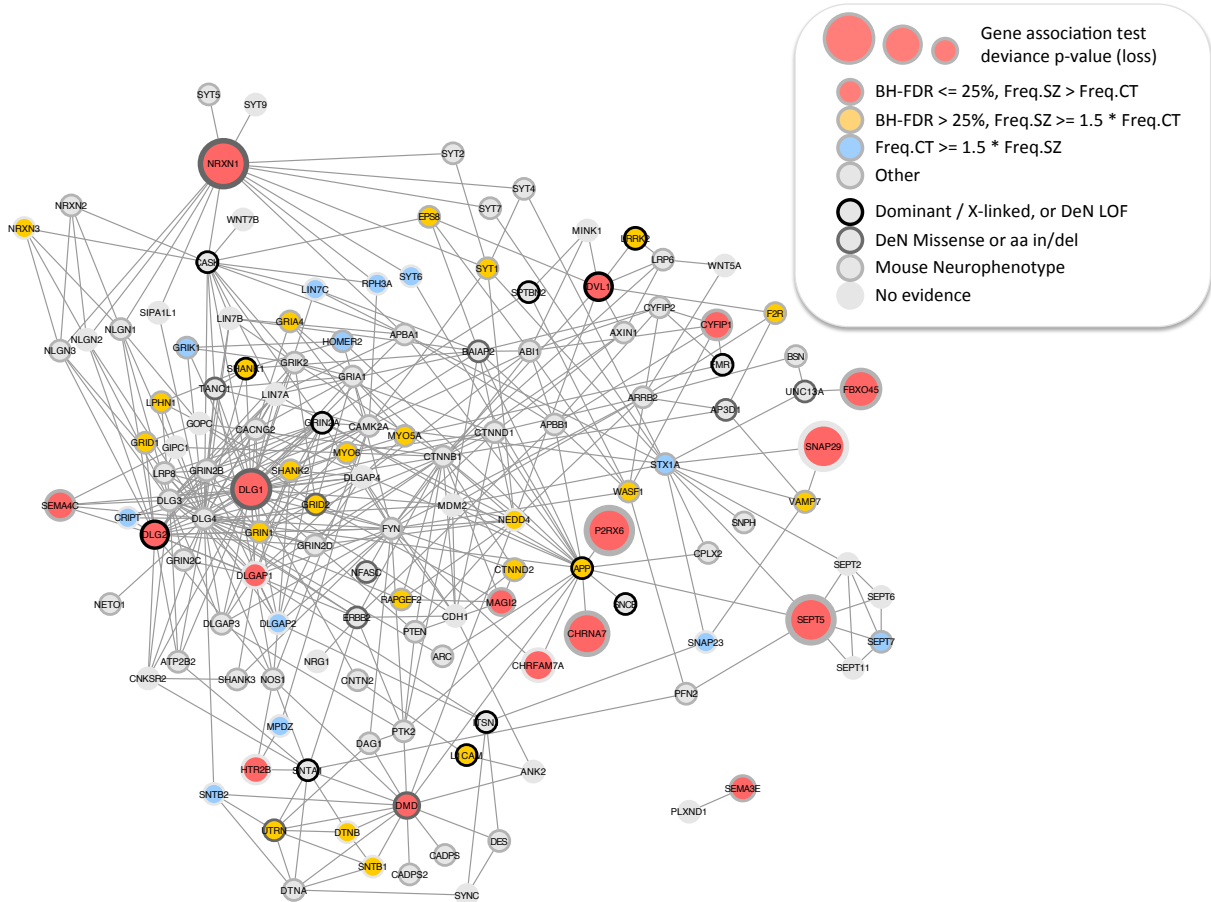 Gene association test
deviance p-value (loss)
BH-FDR <= 25%, Freq.SZ > Freq.CT
BH-FDR > 25%, Freq.SZ >= 1.5 * Freq.CT
Freq.CT >= 1.5 * Freq.SZ
Other
Dominant / X-linked, or DeN LOF
DeN Missense or aa in/del
Mouse Neurophenotype
No evidence
SYT5
SYT9
NRXN1
SYT2
SYT4
SYT7
NRXN2
NRXN3
WNT7B
EPS8
MINK1
LRRK2
LRP6
WNT5A
CASK
LIN7C
RPH3A
SYT6
SYT1
SPTBN2
DVL1
CYFIP2
CYFIP1
F2R
SIPA1L1
LIN7B
GRIA4
HOMER2
APBA1
NLGN1
NLGN2
NLGN3
GRIK1
SHANK1
GRIK2
GRIA1
BAIAP2
ABI1
AXIN1
FMR1
BSN
UNC13A
FBXO45
TANC1
LIN7A
LPHN1
GOPC
CACNG2
GRIN2A
CAMK2A
MYO5A
CTNND1
APBB1
ARRB2
AP3D1
GRID1
GIPC1
MYO6
CTNNB1
STX1A
SNAP29
LRP8
GRIN2B
SHANK2
DLGAP4
DLG1
DLG3
SEMA4C
CRIPT
DLG4
GRID2
MDM2
WASF1
VAMP7
DLG2
GRIN1
FYN
NEDD4
P2RX6
SNPH
GRIN2C
GRIN2D
CPLX2
DLGAP1
NFASC
CTNND2
APP
SEPT2
NETO1
RAPGEF2
MAGI2
SNCB
SEPT6
DLGAP3
DLGAP2
ERBB2
PTEN
CDH1
CHRNA7
SEPT5
SNAP23
SEPT7
ATP2B2
CNKSR2
SHANK3
NOS1
NRG1
CNTN2
ARC
CHRFAM7A
SEPT11
PFN2
MPDZ
PTK2
DAG1
ITSN1
L1CAM
HTR2B
SNTA1
ANK2
SNTB2
DMD
SEMA3E
PLXND1
UTRN
DTNB
DES
SNTB1
CADPS
CADPS2
DTNA
SYNC